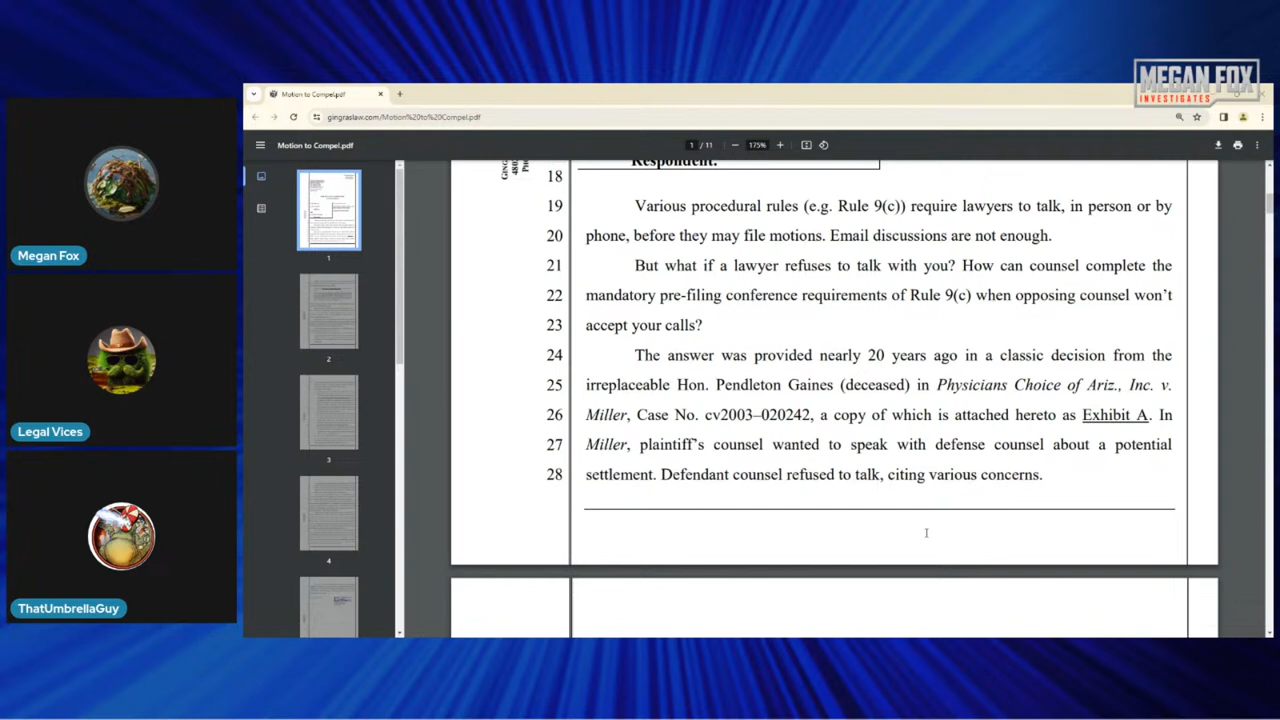 MEGAN FOX
INVESTIGATES
Motion to Compel.pdf
gingraslaw.com/Motion%20to%20Compel.pdf
Motion to Compel.pdf
1 / 11
175%
Megan Fox
Legal Vices
ThatUmbrellaGuy
1
2
3
4
Respondent.
18
19 Various procedural rules (e.g. Rule 9(c)) require lawyers to talk, in person or by
20 phone, before they may file motions. Email discussions are not enough.
21 But what if a lawyer refuses to talk with you? How can counsel complete the
22 mandatory pre-filing conference requirements of Rule 9(c) when opposing counsel won't
23 accept your calls?
24 The answer was provided nearly 20 years ago in a classic decision from the
25 irreplaceable Hon. Pendleton Gaines (deceased) in Physicians Choice of Ariz., Inc. v.
26 Miller, Case No. cv2003–020242, a copy of which is attached hereto as Exhibit A. In
27 Miller, plaintiff's counsel wanted to speak with defense counsel about a potential
28 settlement. Defendant counsel refused to talk, citing various concerns.